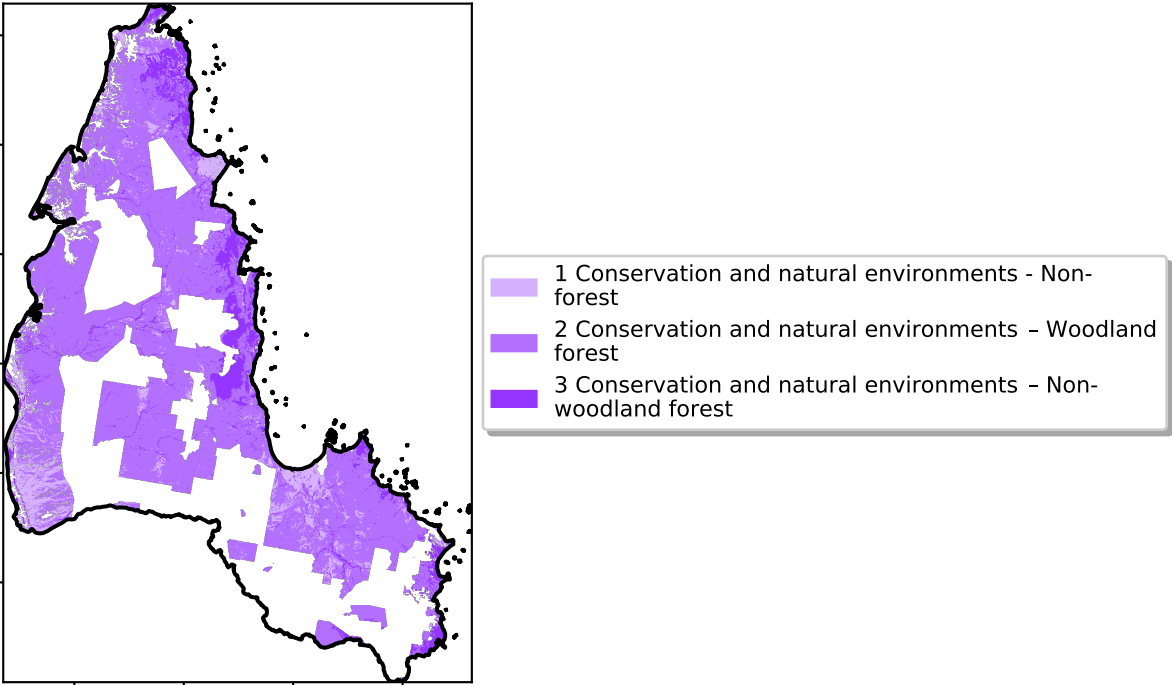 1 Conservation and natural environments - Non-
forest
2 Conservation and natural environments – Woodland
forest
3 Conservation and natural environments – Non-
woodland forest